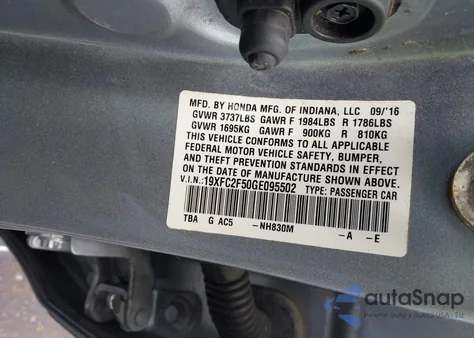 MFD. BY HONDA MFG. OF INDIANA, LLC 09/'16
GVWR 3737LBS GAWR F 1984LBS R 1786LBS
GVWR 1695KG GAWR F 900KG R 810KG
THIS VEHICLE CONFORMS TO ALL APPLICABLE
FEDERAL MOTOR VEHICLE SAFETY, BUMPER,
AND THEFT PREVENTION STANDARDS IN EFFECT
ON THE DATE OF MANUFACTURE SHOWN ABOVE.
V.I.N.: 19XFC2F50GE095502 TYPE: PASSENGER CAR
TBA G AC5 -NH830M -A -E
autoSnap